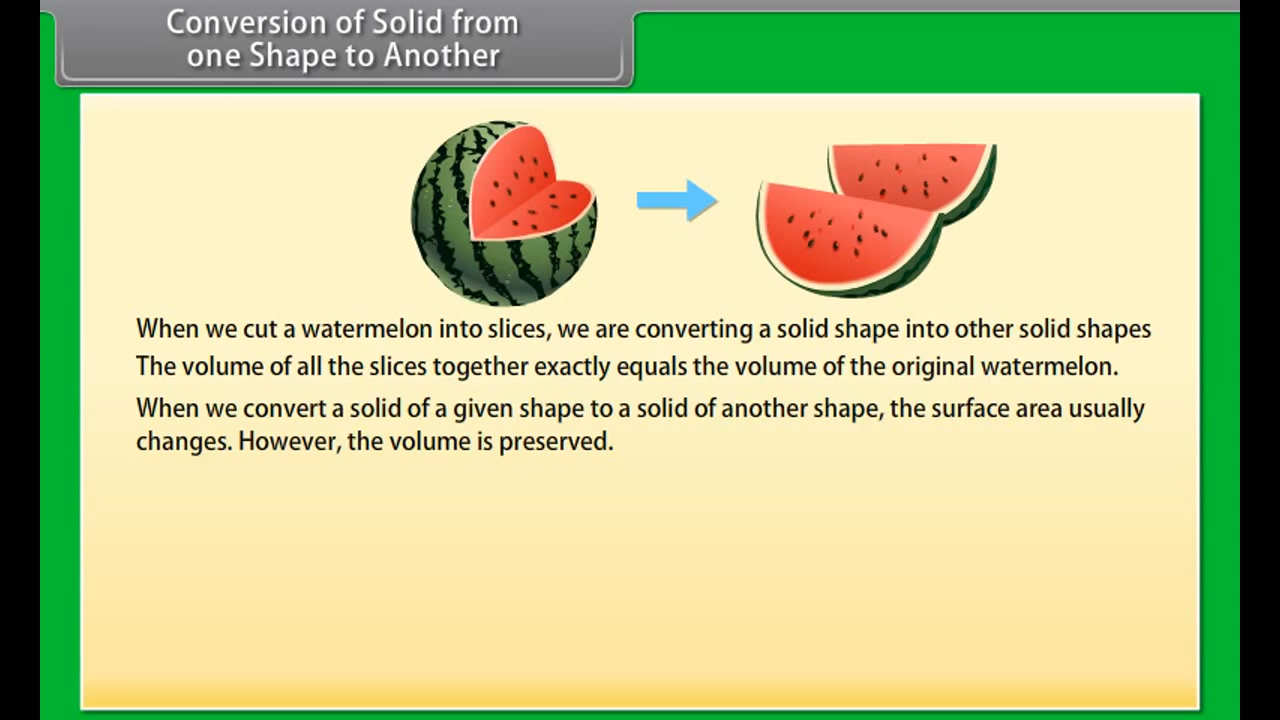 Conversion of Solid from
one Shape to Another
When we cut a watermelon into slices, we are converting a solid shape into other solid shapes
The volume of all the slices together exactly equals the volume of the original watermelon.
When we convert a solid of a given shape to a solid of another shape, the surface area usually
changes. However, the volume is preserved.